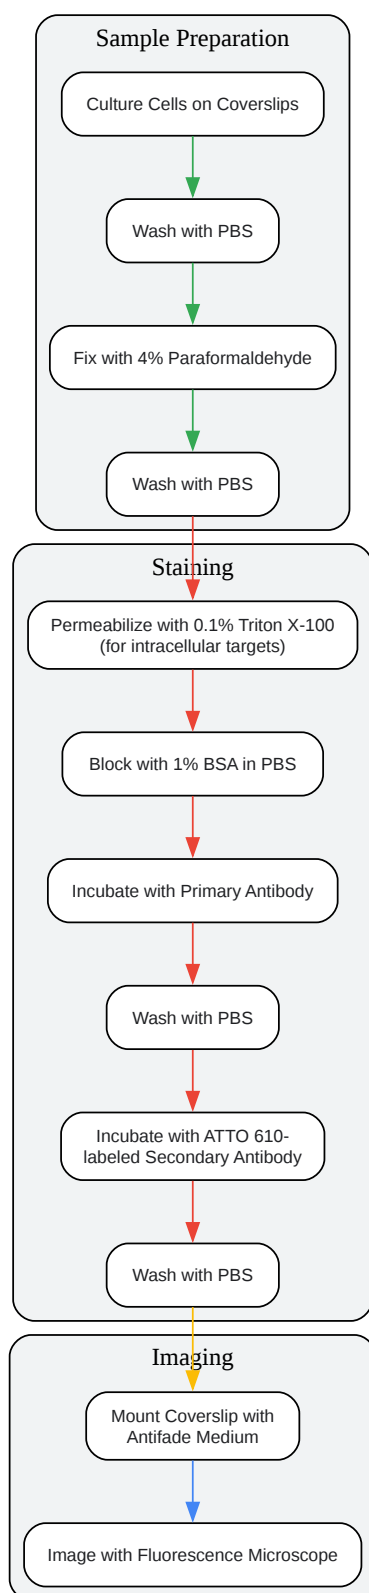 Sample Preparation
Culture Cells on Coverslips
Wash with PBS
Fix with 4% Paraformaldehyde
Wash with PBS
Staining
Permeabilize with 0.1% Triton X-100
(for intracellular targets)
Block with 1% BSA in PBS
Incubate with Primary Antibody
Wash with PBS
Incubate with ATTO 610-
labeled Secondary Antibody
Wash with PBS
Imaging
Mount Coverslip with
Antifade Medium
Image with Fluorescence Microscope